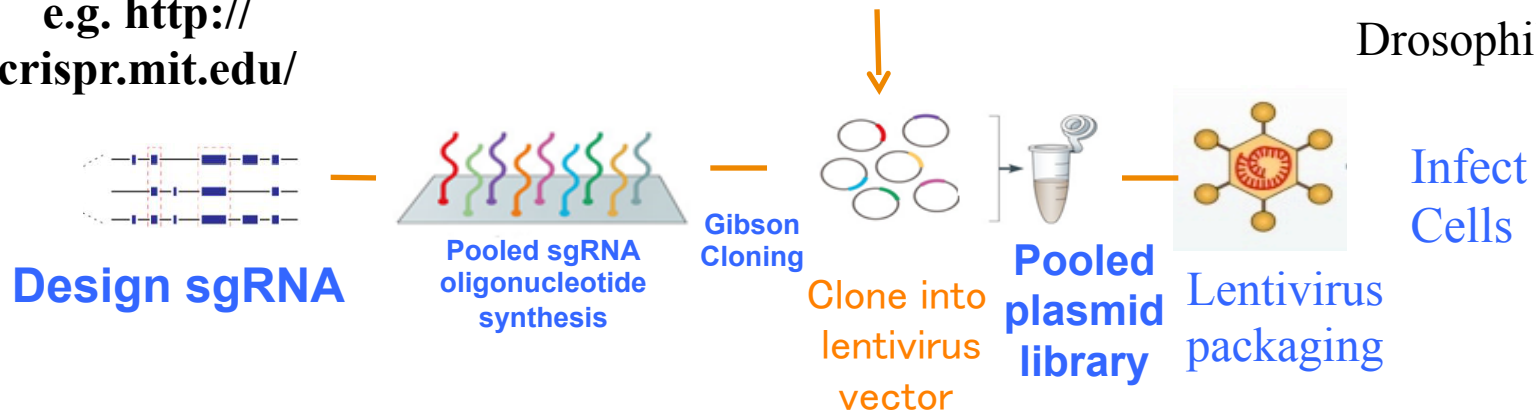 e.g. http://
crispr.mit.edu/
Drosophi
Design sgRNA
Pooled sgRNA
oligonucleotide
synthesis
Gibson
Cloning
Clone into
lentivirus
vector
Pooled
plasmid
library
Lentivirus
packaging
Infect
Cells